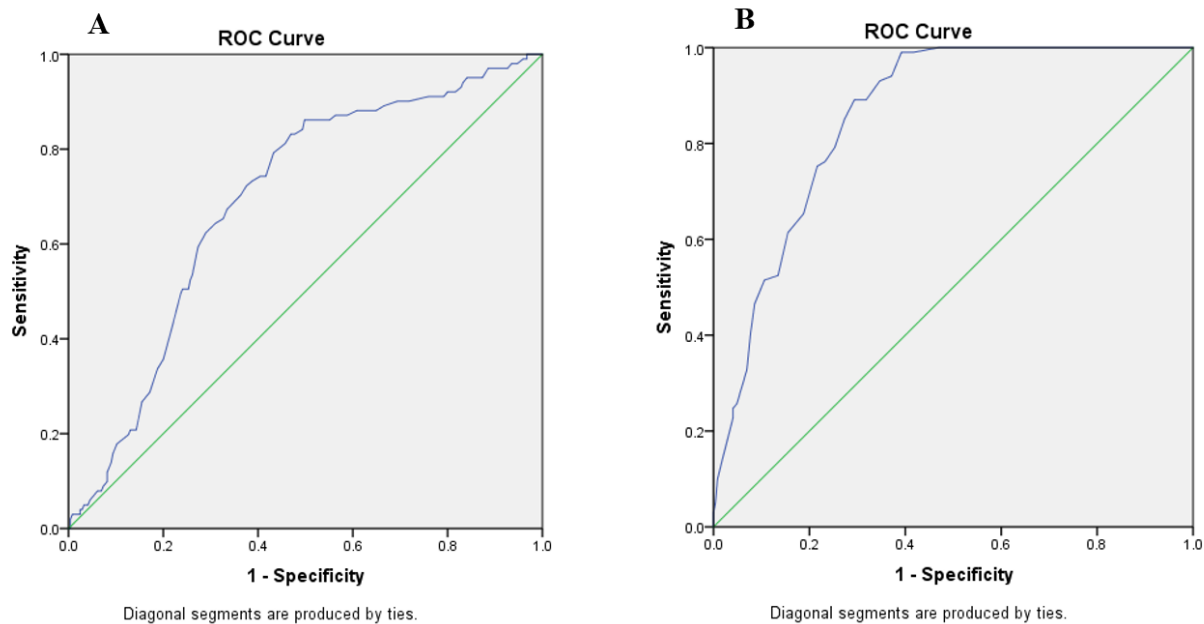 A
ROC Curve
1.0
0.8
0.6
0.4
0.2
0.0
Sensitivity
0.0 0.2 0.4 0.6 0.8 1.0
1 - Specificity
Diagonal segments are produced by ties.
B
ROC Curve
1.0
0.8
0.6
0.4
0.2
0.0
Sensitivity
0.0 0.2 0.4 0.6 0.8 1.0
1 - Specificity
Diagonal segments are produced by ties.